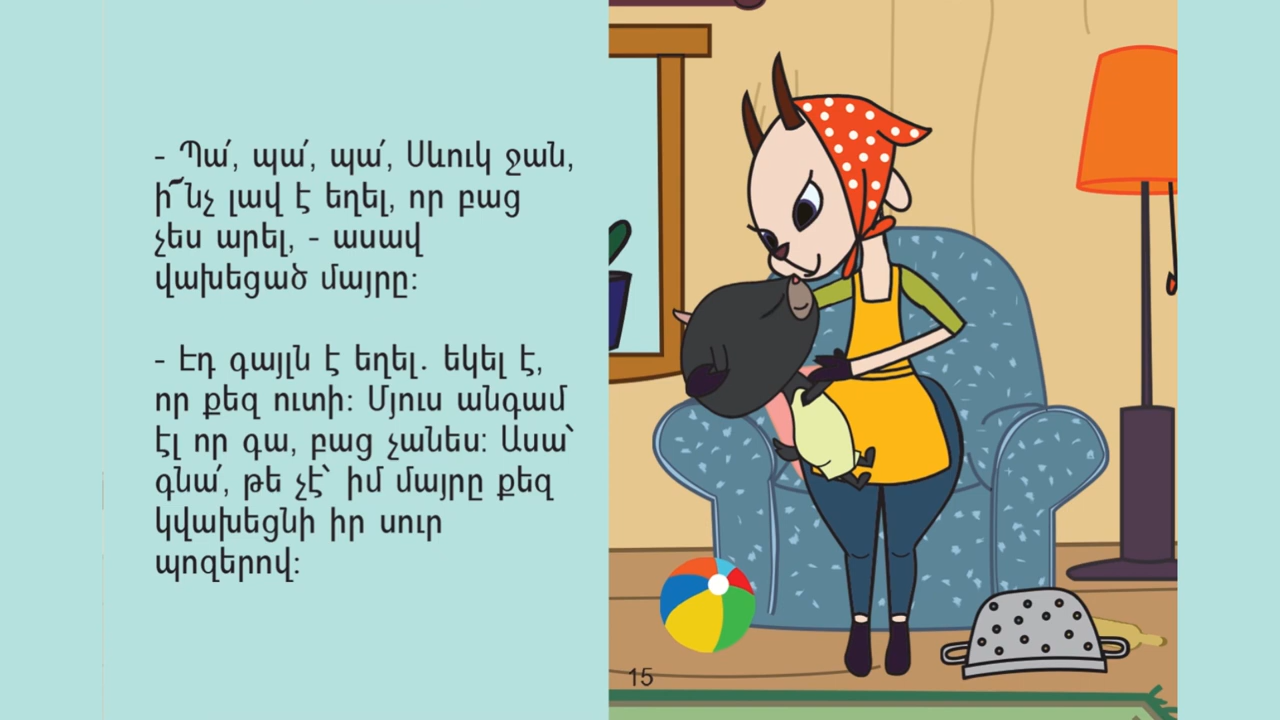 - Պա՛, պա՛, պա՛, Սևուկ ջան,
ի՜նչ լավ է եղել, որ բաց
չես արել, - ասավ
վախեցած մայրը։
- Էդ գայլն է եղել. եկել է,
որ քեզ ուտի։ Մյուս անգամ
էլ որ գա, բաց չանես։ Ասա՝
գնա՛, թե չէ՝ իմ մայրը քեզ
կվախեցնի իր սուր
պոզերով։
15